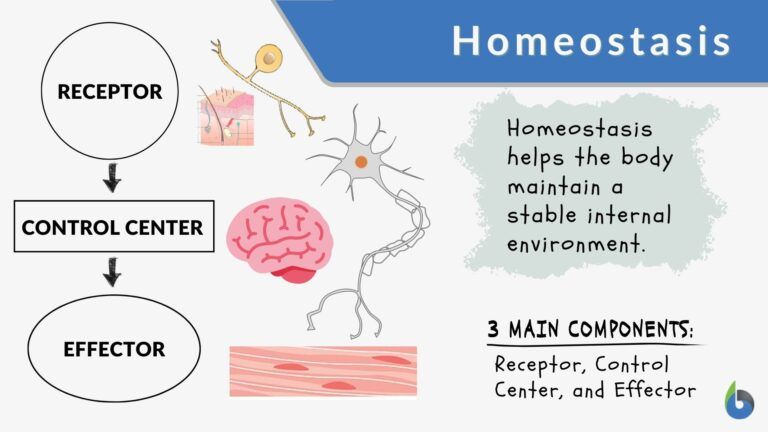 Homeostasis
RECEPTOR
CONTROL CENTER
EFFECTOR
Homeostasis
helps the body
maintain a
stable internal
environment.
3 MAIN COMPONENTS:
Receptor, Control
Center, and Effector